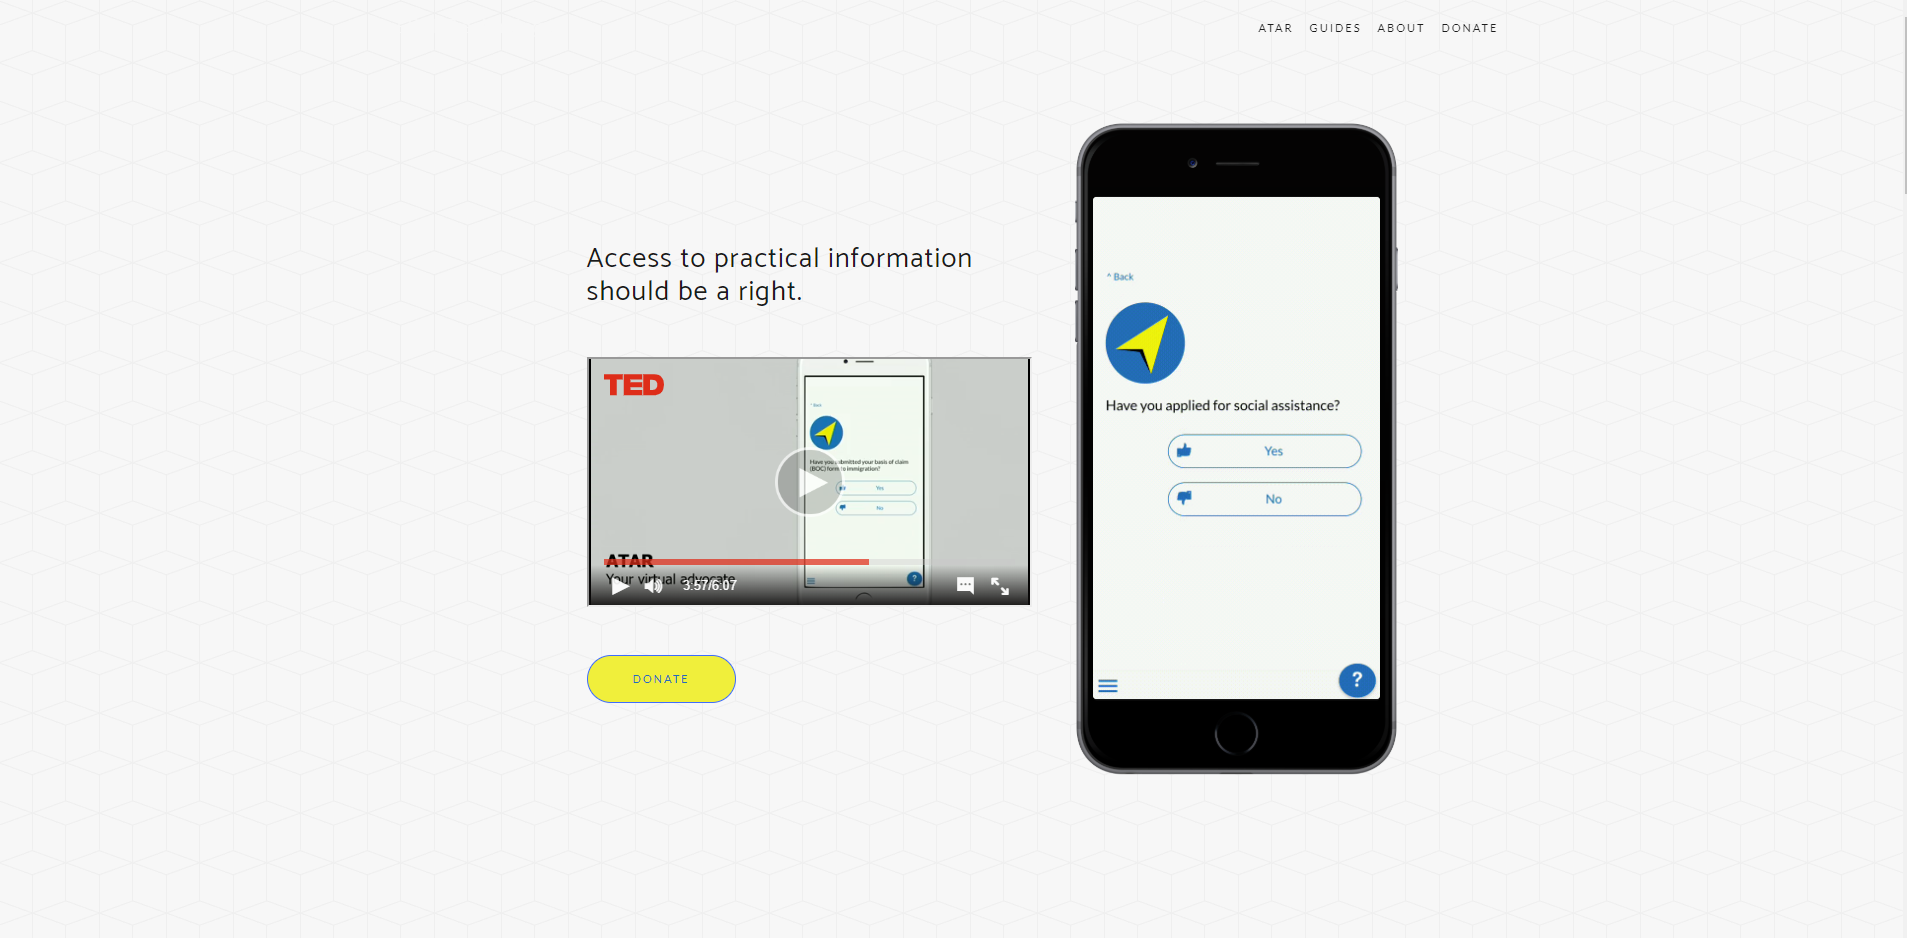 ATAR GUIDES ABOUT DONATE
Access to practical information
should be a right.
TED
^ Back
Have you submitted your basis of claim
(BOC) form to immigration?
Yes
No
ATAR
Your virtual advocate
3:57/6:07
?
DONATE
^ Back
Have you applied for social assistance?
Yes
No
?